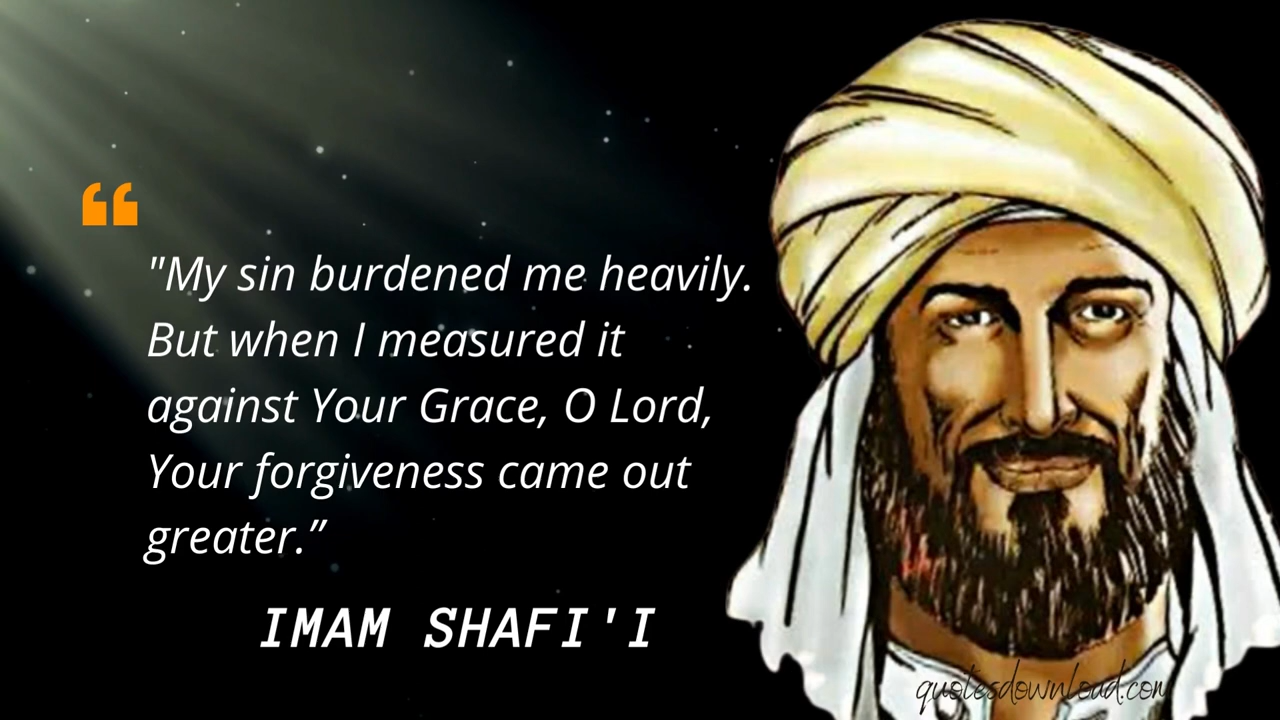 "My sin burdened me heavily.
But when I measured it
against Your Grace, O Lord,
Your forgiveness came out
greater.”
IMAM SHAFI'I
quotesdownload.com